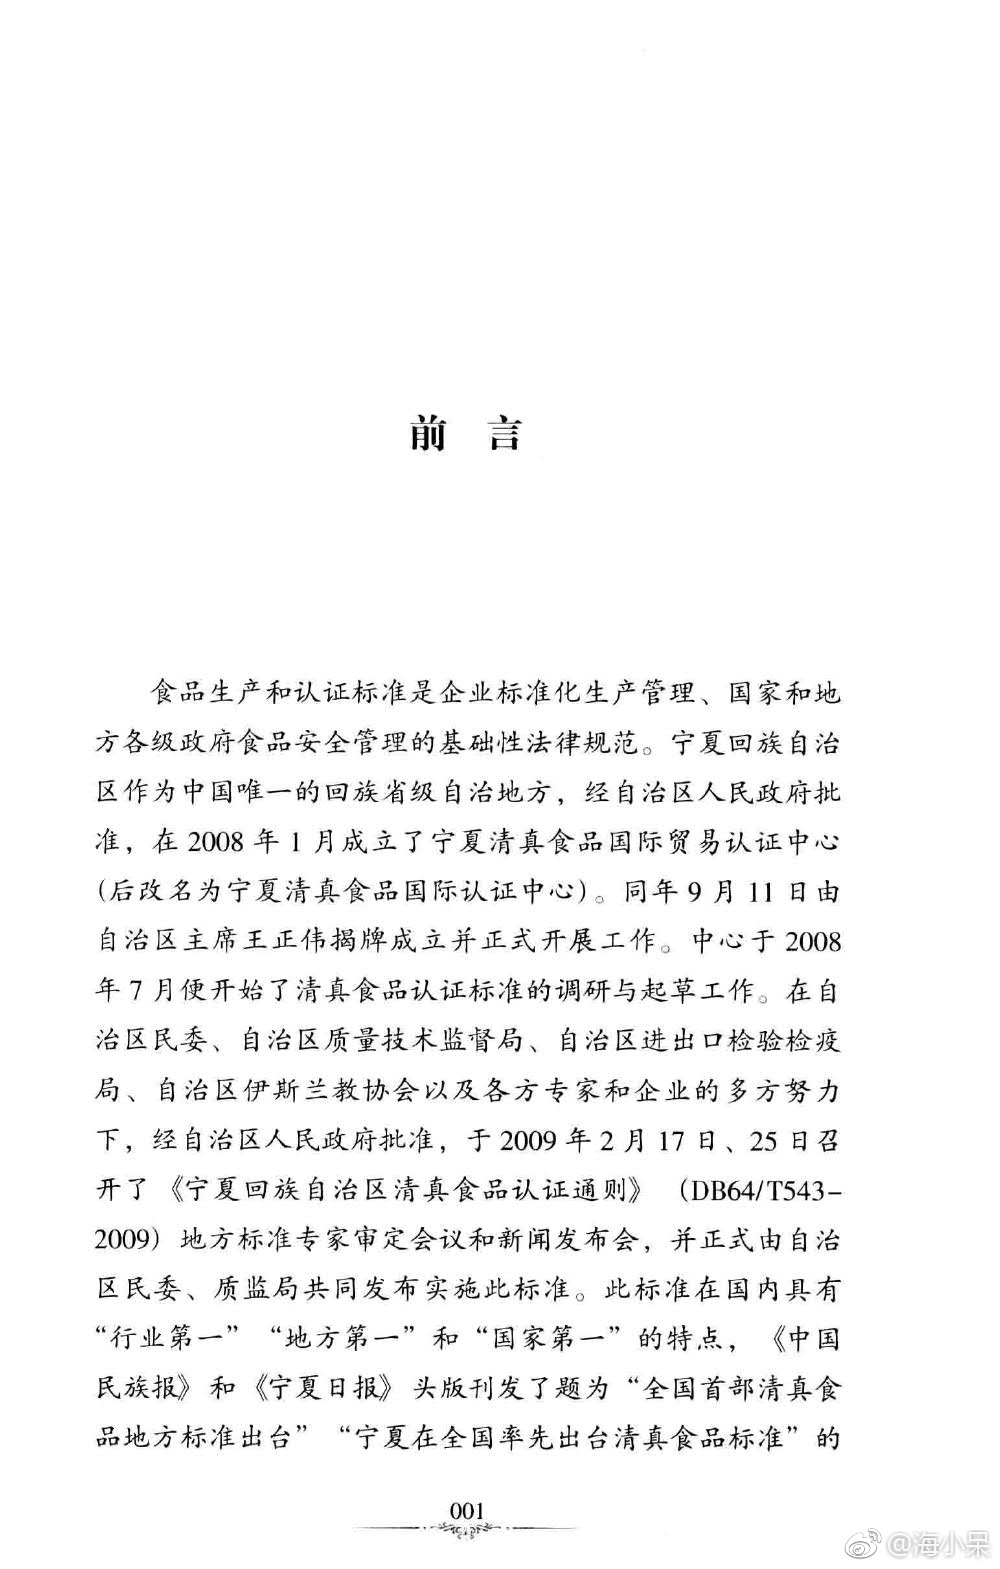 前 言
食品生产和认证标准是企业标准化生产管理、国家和地
方各级政府食品安全管理的基础性法律规范。宁夏回族自治
区作为中国唯一的回族省级自治地方，经自治区人民政府批
准，在 2008 年 1 月成立了宁夏清真食品国际贸易认证中心
(后改名为宁夏清真食品国际认证中心)。同年 9 月 11 日由
自治区主席王正伟揭牌成立并正式开展工作。中心于 2008
年 7 月便开始了清真食品认证标准的调研与起草工作。在自
治区民委、自治区质量技术监督局、自治区进出口检验检疫
局、自治区伊斯兰教协会以及各方专家和企业的多方努力
下，经自治区人民政府批准，于 2009 年 2 月 17 日、25 日召
开了《宁夏回族自治区清真食品认证通则》（DB64/T543-
2009）地方标准专家审定会议和新闻发布会，并正式由自治
区民委、质监局共同发布实施此标准。此标准在国内具有
“行业第一”“地方第一”和“国家第一”的特点，《中国
民族报》和《宁夏日报》头版刊发了题为“全国首部清真食
品地方标准出台”“宁夏在全国率先出台清真食品标准”的
001
@海小呆